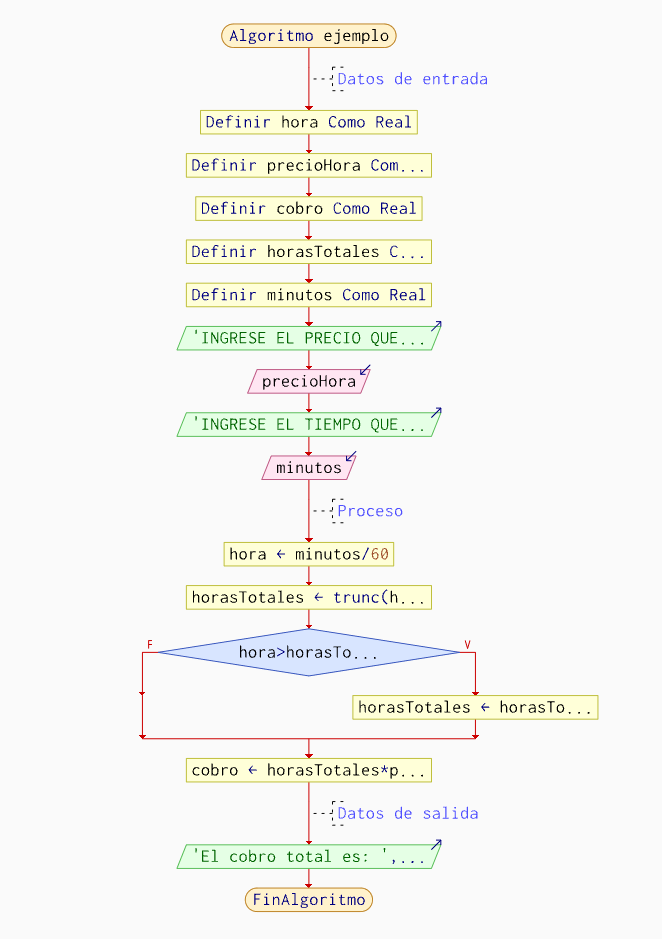 Algoritmo ejemplo
Datos de entrada
Definir hora Como Real
Definir precioHora Com...
Definir cobro Como Real
Definir horasTotales C...
Definir minutos Como Real
'INGRESE EL PRECIO QUE...
precioHora
'INGRESE EL TIEMPO QUE...
minutos
Proceso
hora ← minutos/60
horasTotales ← trunc(h...
F
V
hora>horasTo...
horasTotales ← horasTo...
cobro ← horasTotales*p...
Datos de salida
'El cobro total es: ',...
FinAlgoritmo